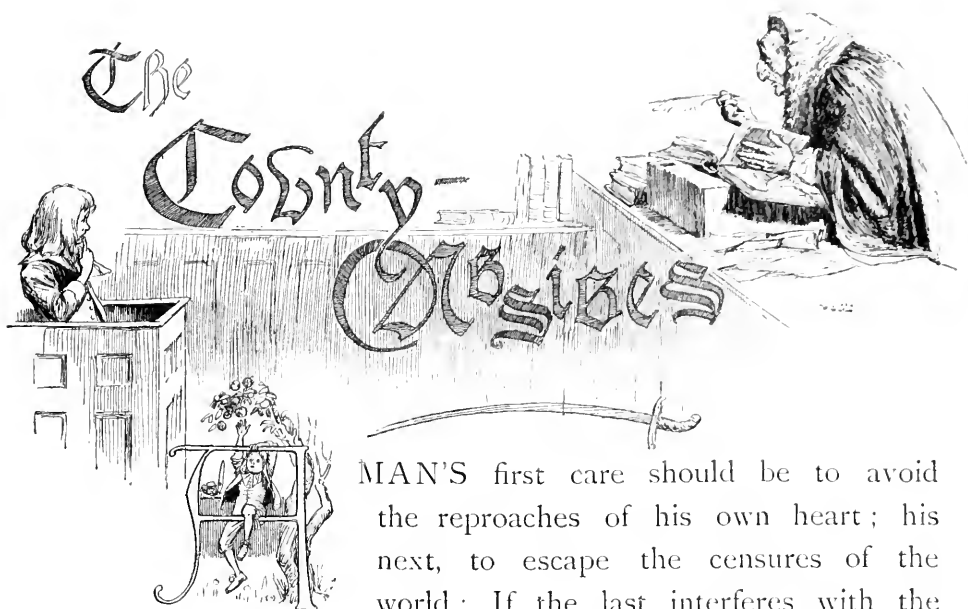 The
County-
Assizes
A MAN'S first care should be to avoid
the reproaches of his own heart ; his
next, to escape the censures of the
world : If the last interferes with the